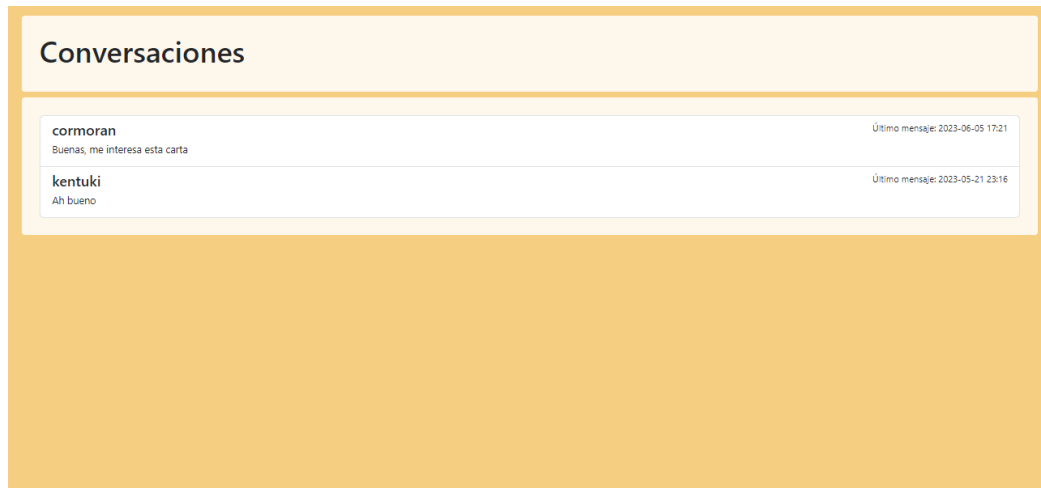 Conversaciones
cormoran
Último mensaje: 2023-06-05 17:21
Buenas, me interesa esta carta
kentuki
Último mensaje: 2023-05-21 23:16
Ah bueno